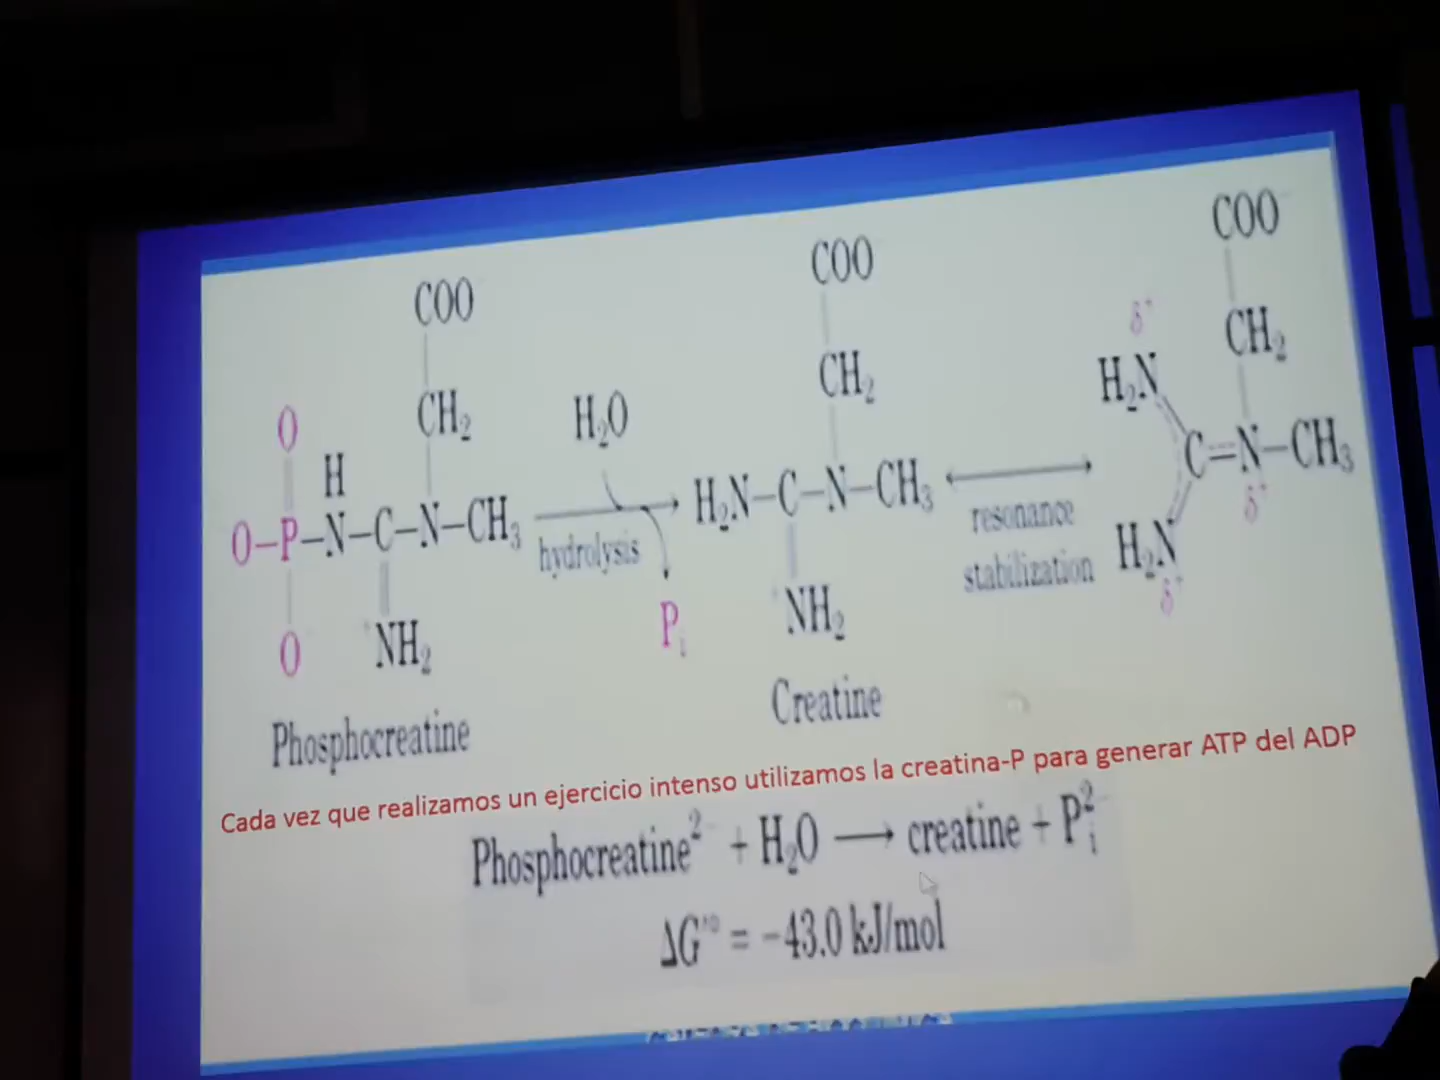 COO
CH₂
O
H
O–P–N–C–N–CH₃
O
NH₂
Phosphocreatine
H₂O
hydrolysis
Pᵢ
COO
CH₂
H₂N–C–N–CH₃
NH₂
Creatine
resonance
stabilization
COO⁻
CH₂
δ⁺
H₂N
C=N–CH₃
δ⁺
H₂N
δ⁺
Cada vez que realizamos un ejercicio intenso utilizamos la creatina-P para generar ATP del ADP
Phosphocreatine²⁻ + H₂O ⟶ creatine + Pᵢ²⁻
ΔG'° = −43.0 kJ/mol